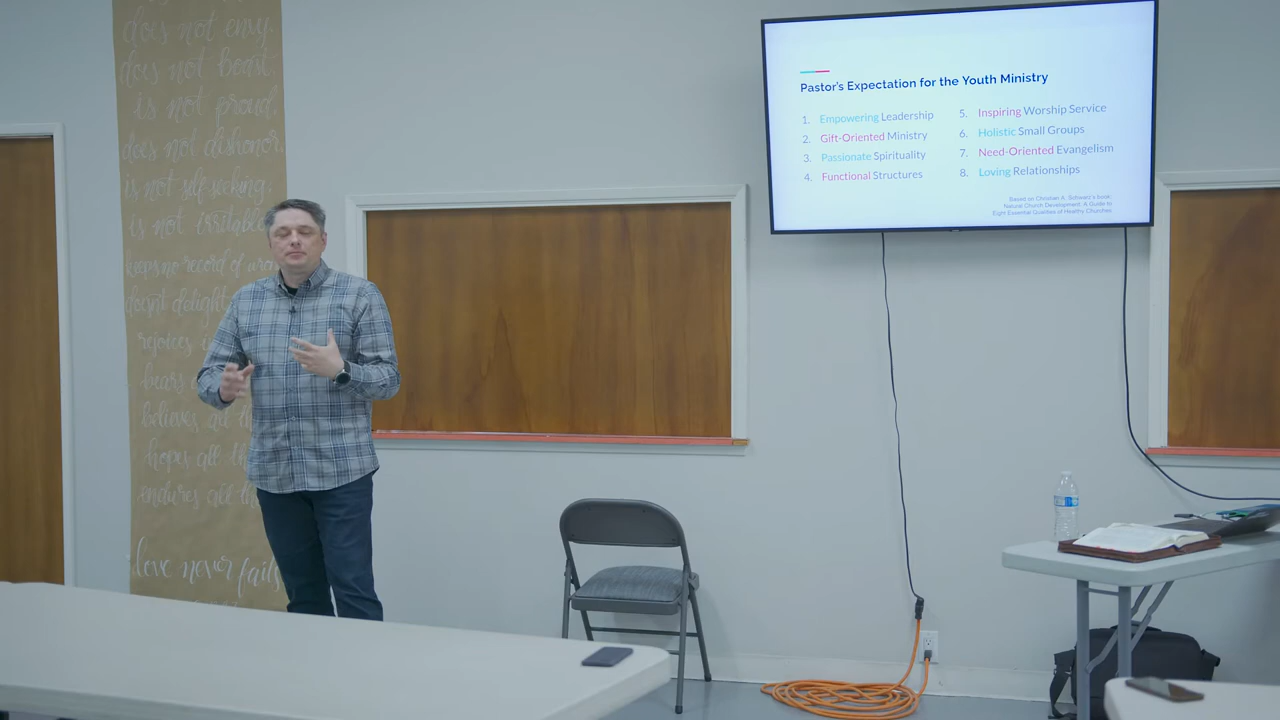 does not envy,
does not boast,
is not proud,
does not dishonor,
is not self-seeking,
is not irritable
keeps no record of
doesn't delight
rejoices
bears
believes all
hopes all
endures all
love never fails
Pastor's Expectation for the Youth Ministry
1. Empowering Leadership
2. Gift-Oriented Ministry
3. Passionate Spirituality
4. Functional Structures
5. Inspiring Worship Service
6. Holistic Small Groups
7. Need-Oriented Evangelism
8. Loving Relationships
Based on Christian A. Schwarz's book:
Natural Church Development: A Guide to
Eight Essential Qualities of Healthy Churches